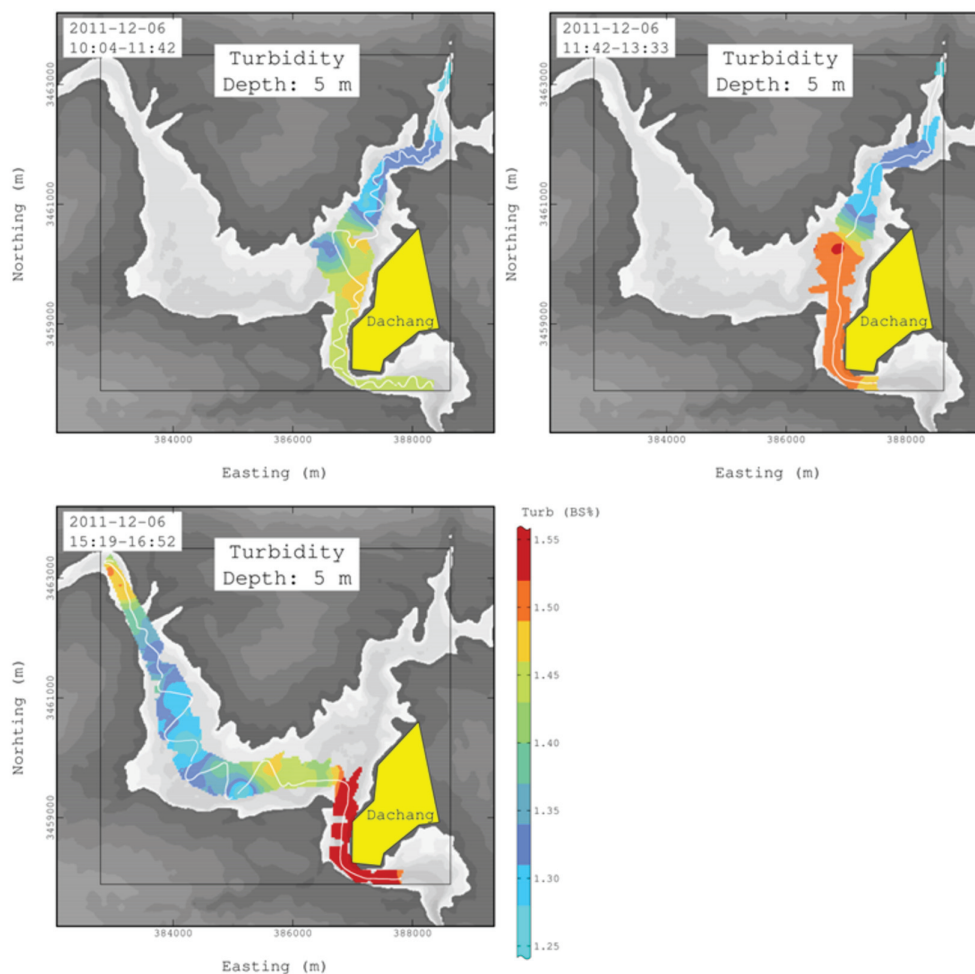 2011-12-06
10:04-11:42
Turbidity
Depth: 5 m
3463000
3461000
3459000
Northing (m)
Dachang
384000
386000
388000
Easting (m)
2011-12-06
11:42-13:33
Turbidity
Depth: 5 m
3463000
3461000
3459000
Northing (m)
Dachang
384000
386000
388000
Easting (m)
2011-12-06
15:19-16:52
Turbidity
Depth: 5 m
3463000
3461000
3459000
Norhting (m)
Dachang
384000
386000
388000
Easting (m)
Turb (BS%)
1.55
1.50
1.45
1.40
1.35
1.30
1.25